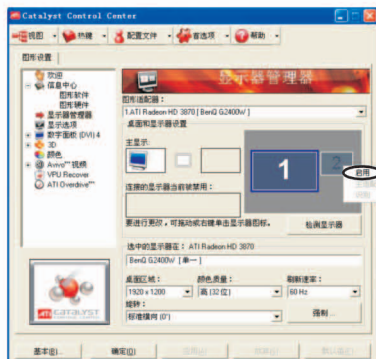 Catalyst Control Center
视图 热键 配置文件 首选项 帮助
图形设置
欢迎
信息中心
图形软件
图形硬件
显示器管理器
显示选项
数字面板 (DVI)4
3D
颜色
Avivo™ 视频
VPU Recover
ATI Overdrive™
显示器管理器
图形适配器：
1.ATI Radeon HD 3870 [BenQ G2400W]
桌面和显示器设置
主显示
1
2
启用
连接的显示器当前被禁用：
要进行更改，可拖动或右键单击显示器图标。
检测显示器
选中的显示器在： ATI Radeon HD 3870
BenQ G2400W [单一]
桌面区域： 颜色质量： 刷新速率：
1920 x 1200 高 (32 位) 60 Hz
旋转：
标准横向 (0°)
强制...
ATI CATALYST
基本(B)... 确定(O)